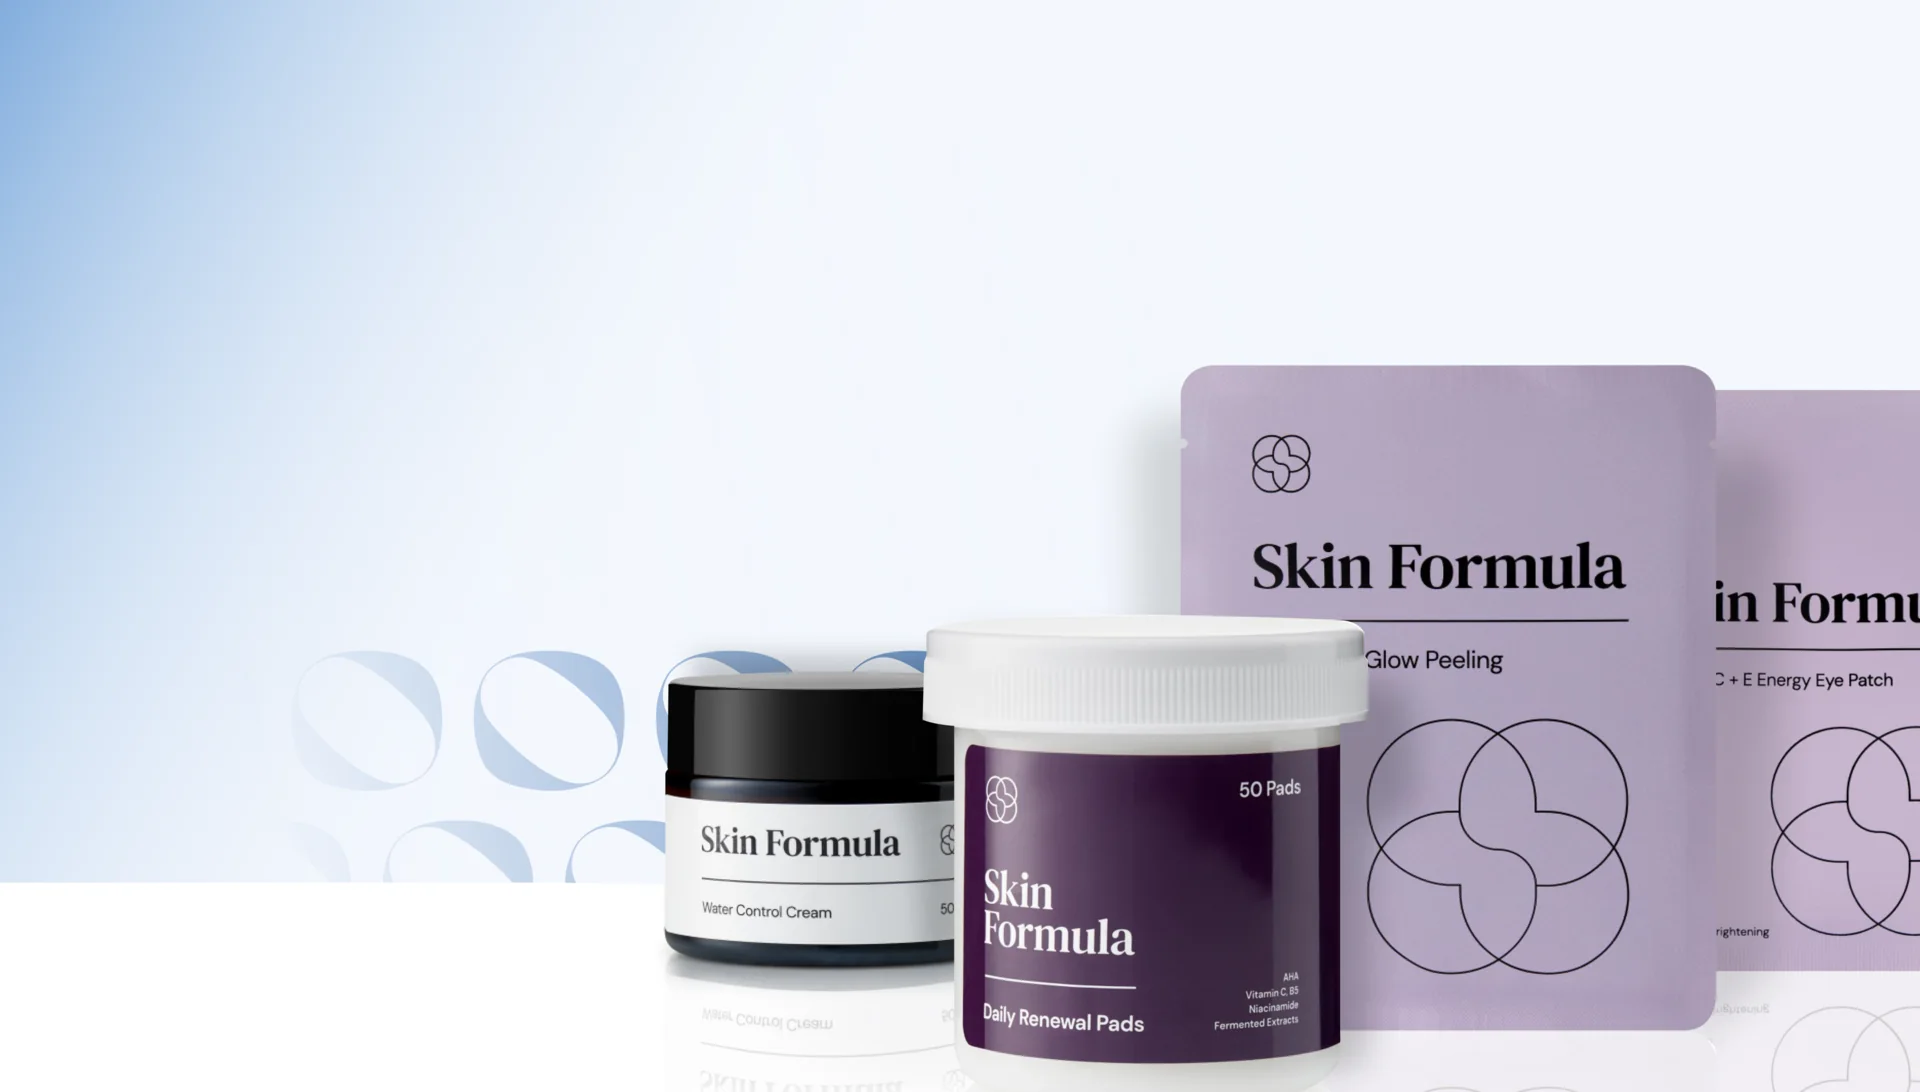 Skin Formula
Glow Peeling
in Formu
C + E Energy Eye Patch
rightening
Skin Formula
Water Control Cream
50
50 Pads
Skin
Formula
Daily Renewal Pads
AHA
Vitamin C, B5
Niacinamide
Fermented Extracts